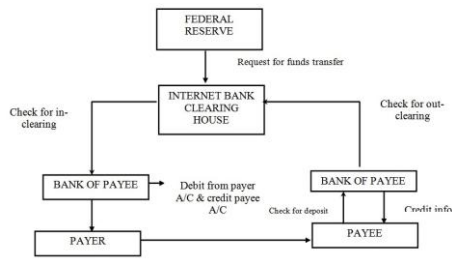 FEDERAL
RESERVE
Request for funds transfer
INTERNET BANK
CLEARING
HOUSE
Check for in-
clearing
Check for out-
clearing
BANK OF PAYEE
Debit from payer
A/C & credit payee
A/C
BANK OF PAYEE
Check for deposit
Credit info
PAYER
PAYEE